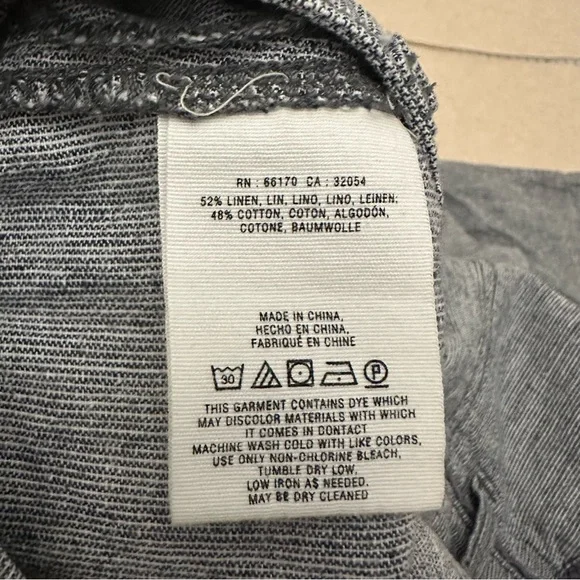 RN : 66170 CA : 32054
52% LINEN, LIN, LINO, LINO, LEINEN;
48% COTTON, COTON, ALGODÓN,
COTONE, BAUMWOLLE
MADE IN CHINA,
HECHO EN CHINA,
FABRIQUÉ EN CHINE
30 P
THIS GARMENT CONTAINS DYE WHICH
MAY DISCOLOR MATERIALS WITH WHICH
IT COMES IN CONTACT
MACHINE WASH COLD WITH LIKE COLORS,
USE ONLY NON-CHLORINE BLEACH,
TUMBLE DRY LOW,
LOW IRON AS NEEDED.
MAY BE DRY CLEANED